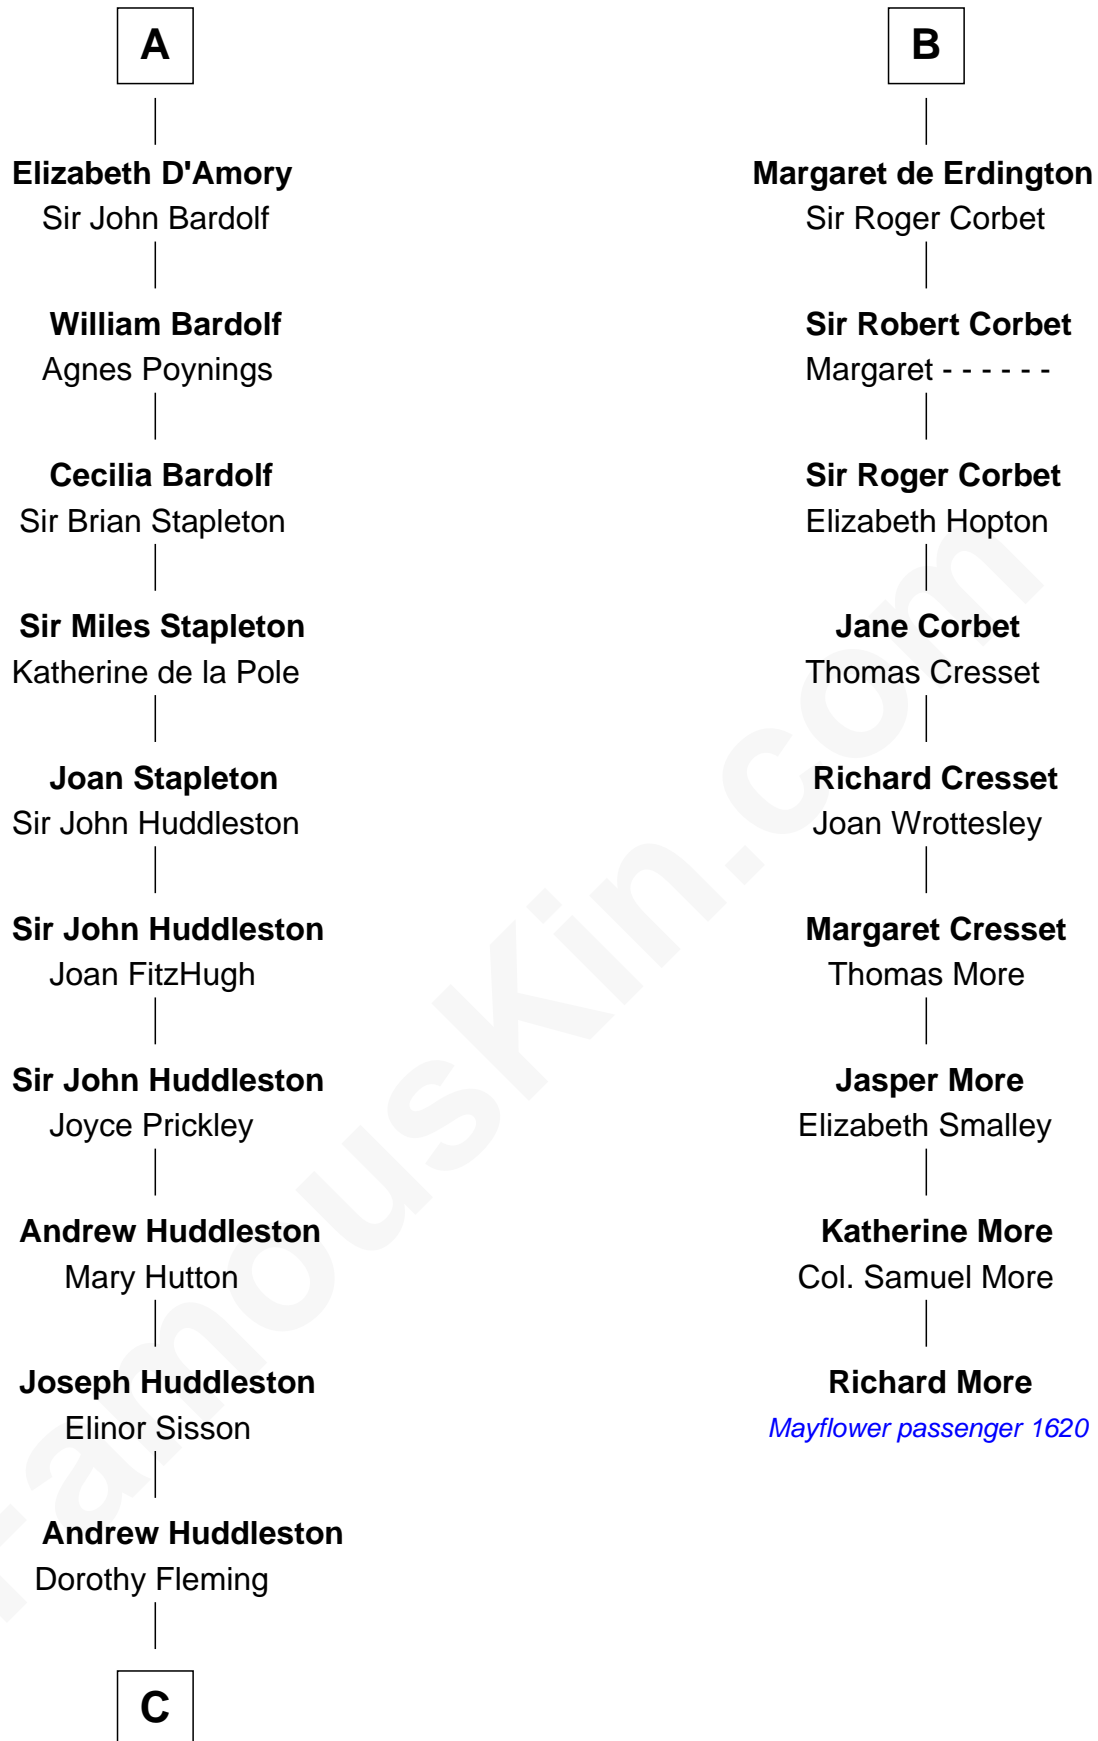 A
Elizabeth D'Amory
Sir John Bardolf
William Bardolf
Agnes Poynings
Cecilia Bardolf
Sir Brian Stapleton
Sir Miles Stapleton
Katherine de la Pole
Joan Stapleton
Sir John Huddleston
Sir John Huddleston
Joan FitzHugh
Sir John Huddleston
Joyce Prickley
Andrew Huddleston
Mary Hutton
Joseph Huddleston
Elinor Sisson
Andrew Huddleston
Dorothy Fleming
C
B
Margaret de Erdington
Sir Roger Corbet
Sir Robert Corbet
Margaret - - - - - -
Sir Roger Corbet
Elizabeth Hopton
Jane Corbet
Thomas Cresset
Richard Cresset
Joan Wrottesley
Margaret Cresset
Thomas More
Jasper More
Elizabeth Smalley
Katherine More
Col. Samuel More
Richard More
Mayflower passenger 1620
FamousKin.com